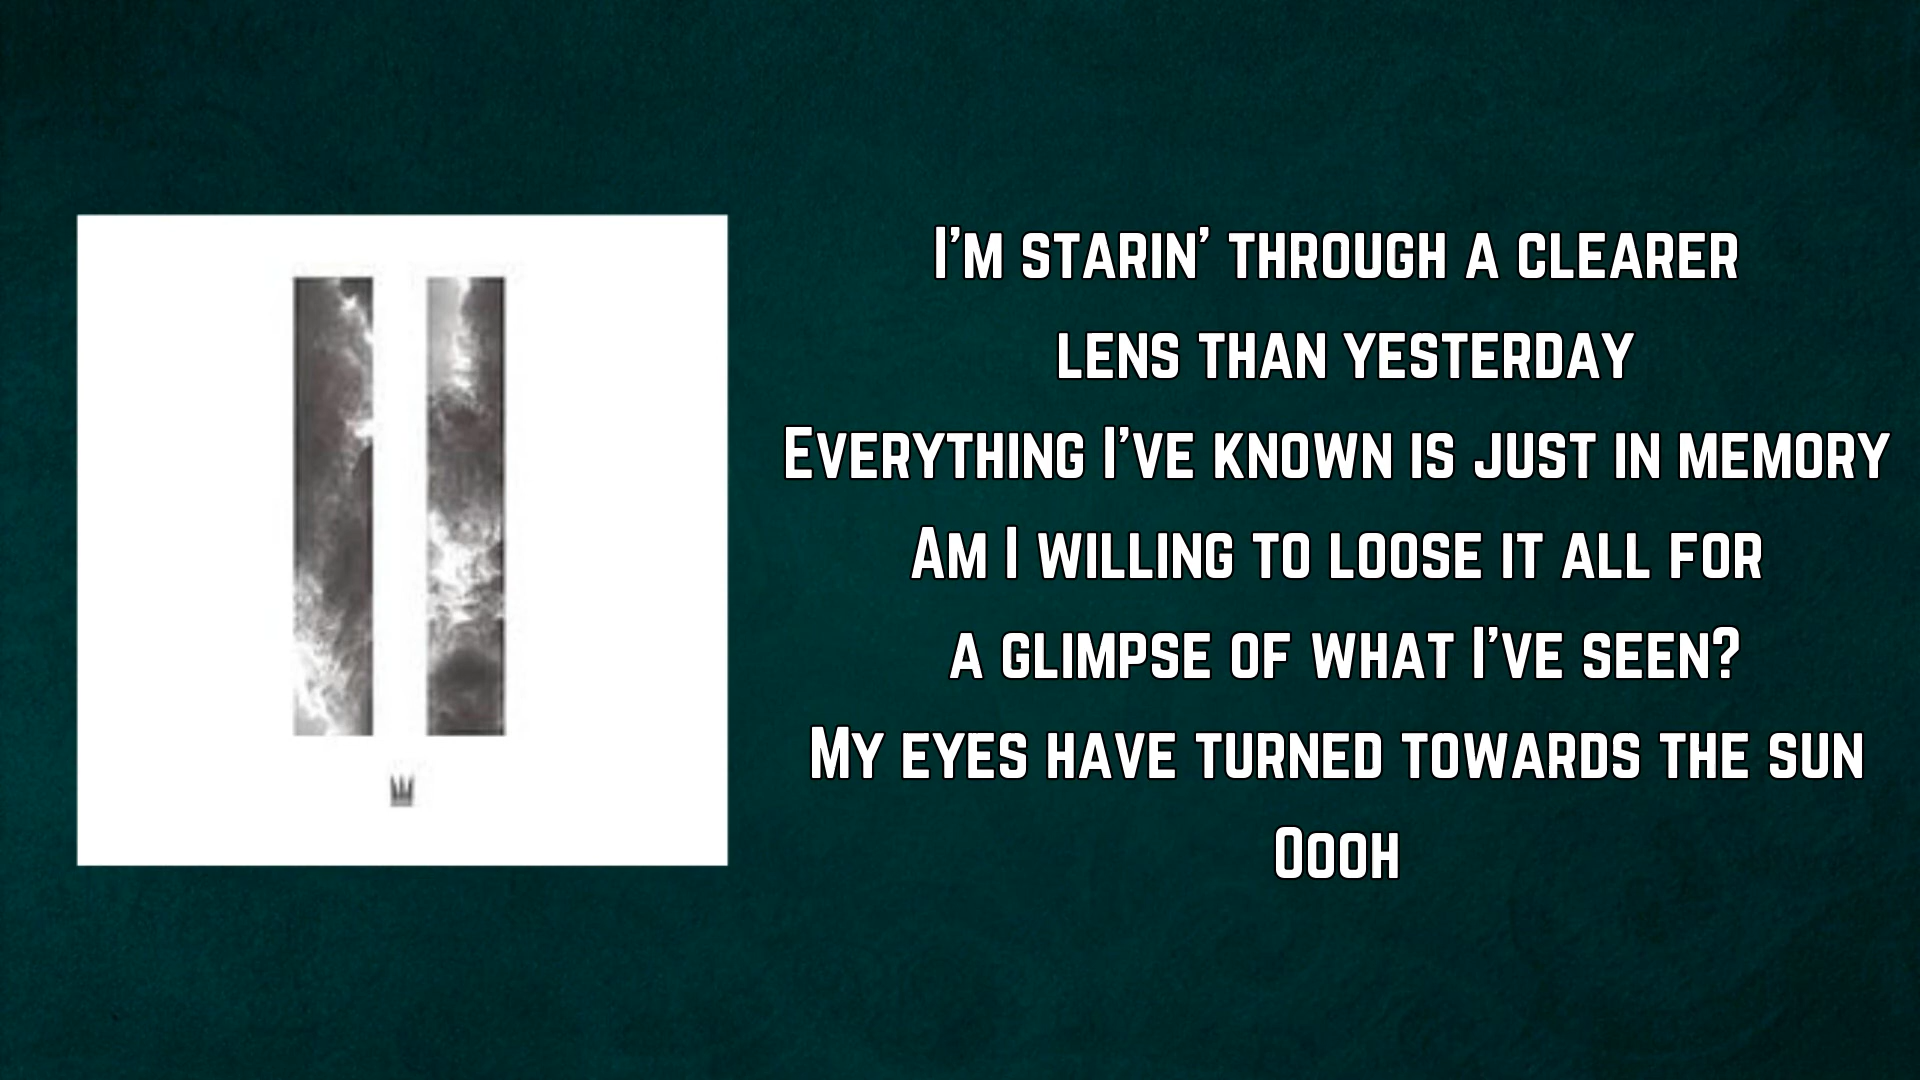 I'm starin' through a clearer
lens than yesterday
Everything I've known is just in memory
Am I willing to loose it all for
a glimpse of what I've seen?
My eyes have turned towards the sun
Oooh